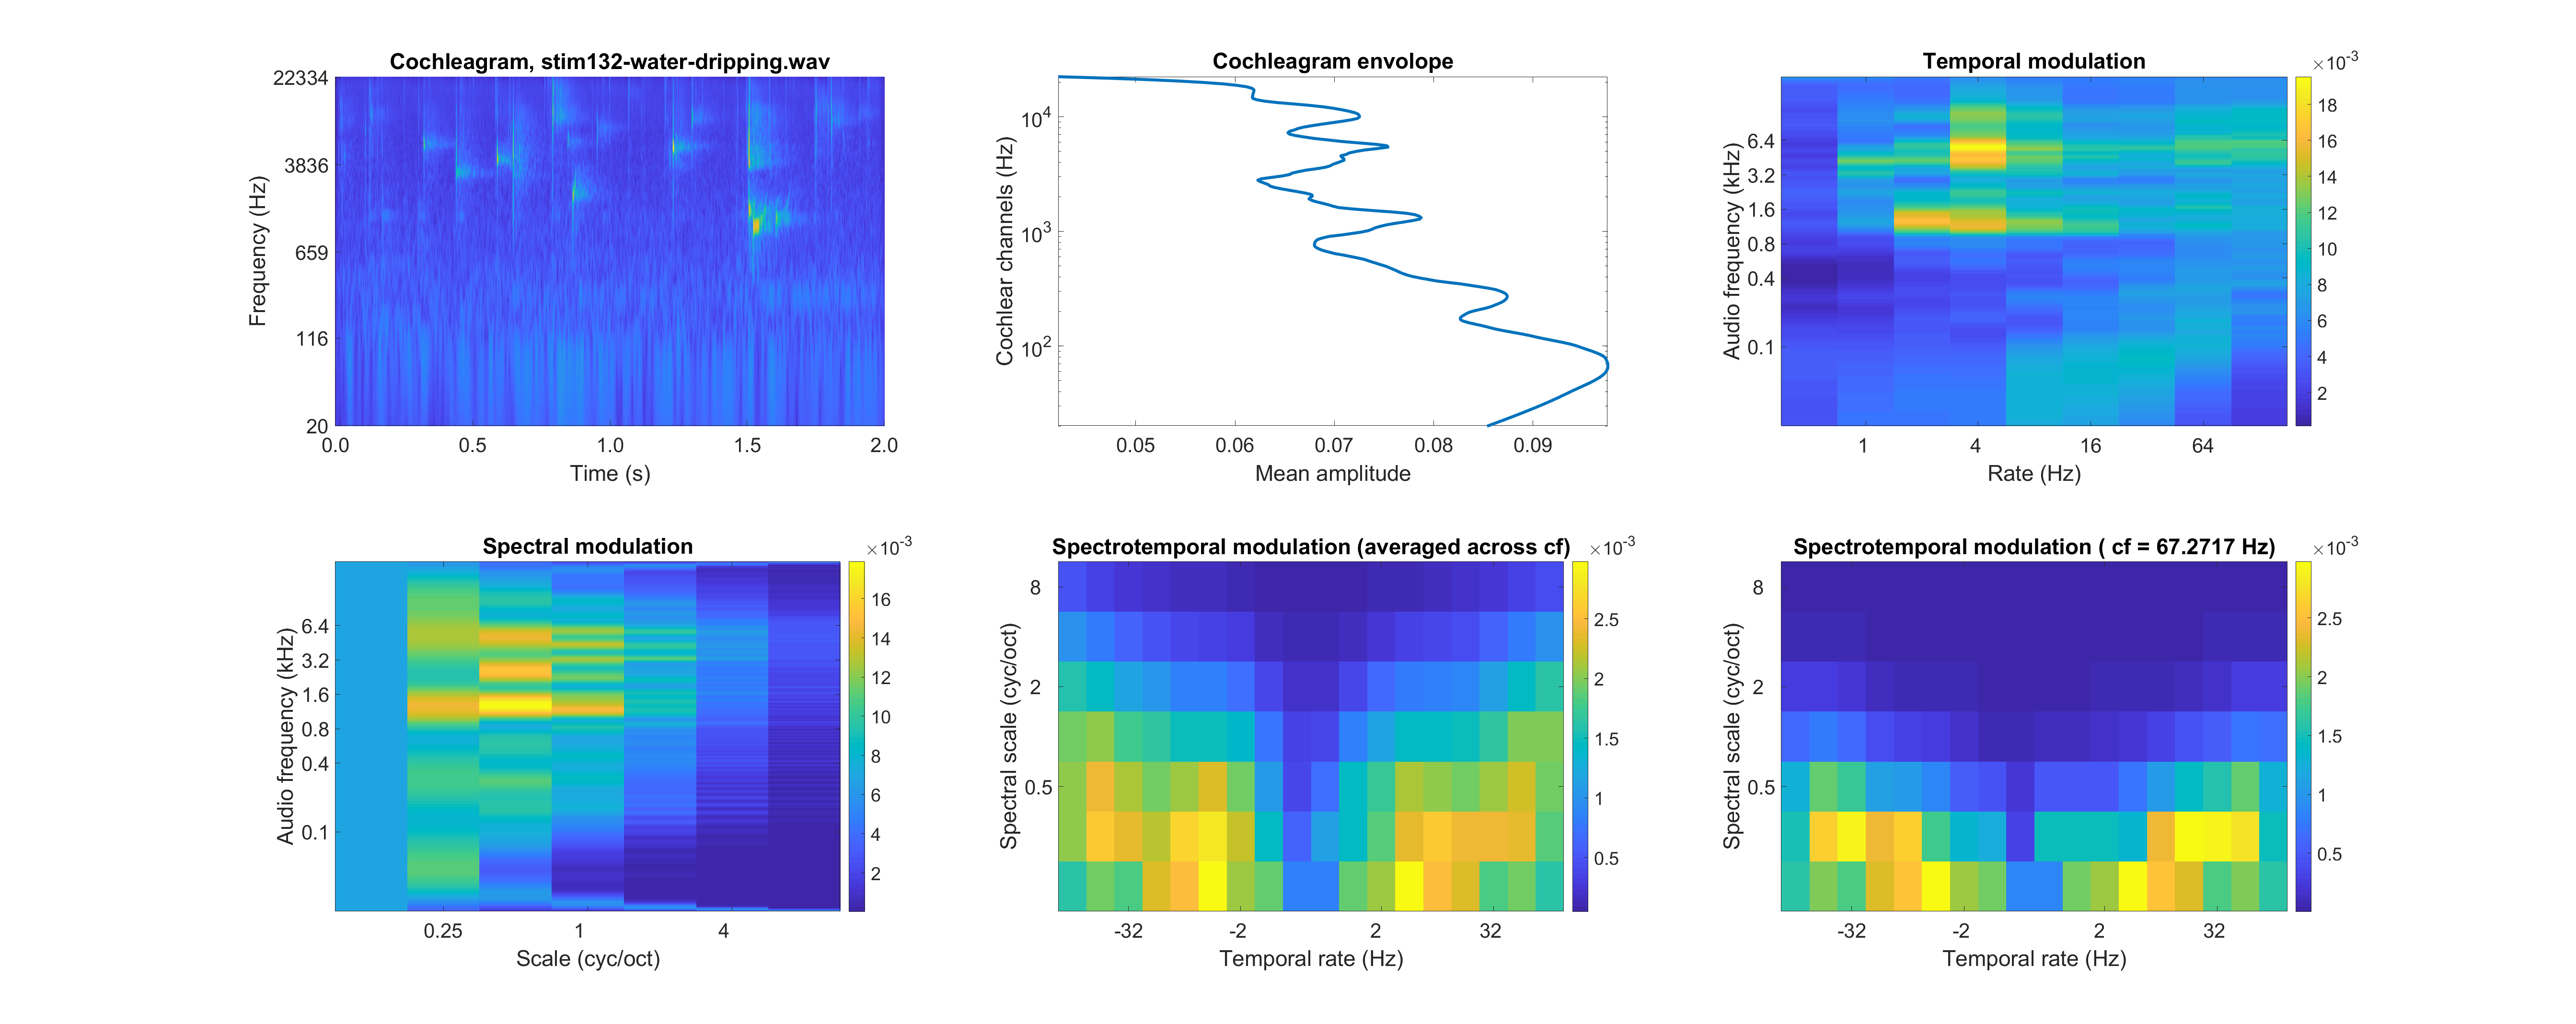 Cochleagram, stim132-water-dripping.wav
22334
3836
659
116
20
Frequency (Hz)
0.0 0.5 1.0 1.5 2.0
Time (s)
Cochleagram envolope
10^4
10^3
10^2
Cochlear channels (Hz)
0.05 0.06 0.07 0.08 0.09
Mean amplitude
Temporal modulation
×10^-3
6.4
3.2
1.6
0.8
0.4
0.1
Audio frequency (kHz)
1 4 16 64
Rate (Hz)
18
16
14
12
10
8
6
4
2
Spectral modulation
×10^-3
6.4
3.2
1.6
0.8
0.4
0.1
Audio frequency (kHz)
0.25 1 4
Scale (cyc/oct)
16
14
12
10
8
6
4
2
Spectrotemporal modulation (averaged across cf)
×10^-3
8
2
0.5
Spectral scale (cyc/oct)
-32 -2 2 32
Temporal rate (Hz)
2.5
2
1.5
1
0.5
Spectrotemporal modulation ( cf = 67.2717 Hz)
×10^-3
8
2
0.5
Spectral scale (cyc/oct)
-32 -2 2 32
Temporal rate (Hz)
2.5
2
1.5
1
0.5